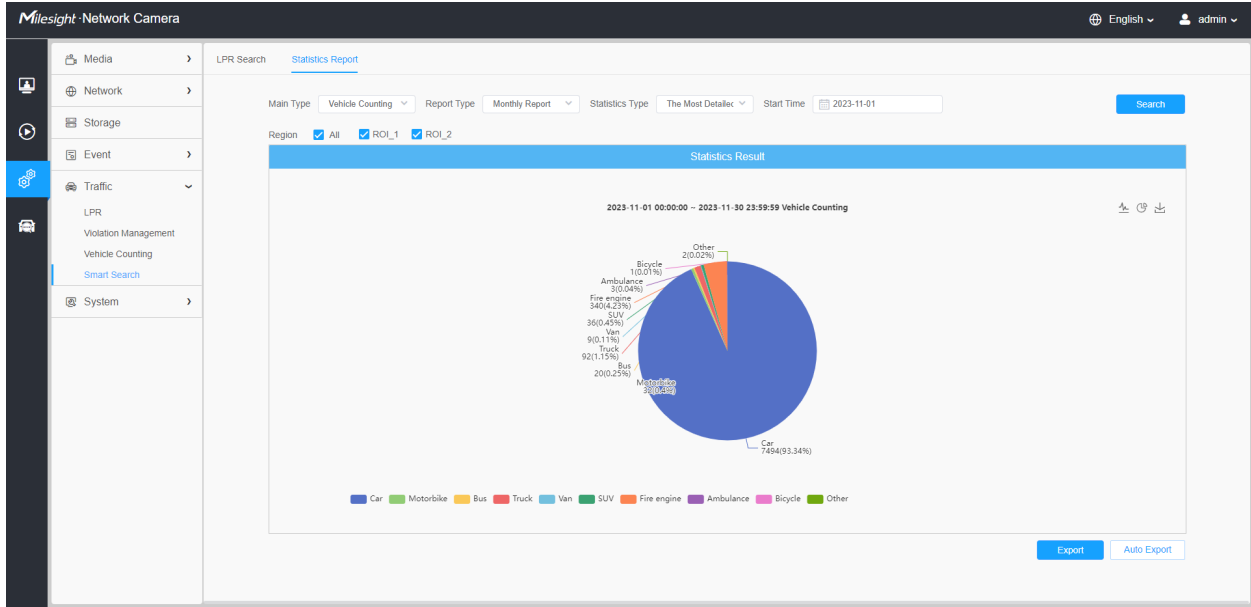 Milesight Network Camera
English
admin
Media
Network
Storage
Event
Traffic
LPR
Violation Management
Vehicle Counting
Smart Search
System
LPR Search Statistics Report
Main Type Vehicle Counting Report Type Monthly Report Statistics Type The Most Detailec Start Time 2023-11-01 Search
Region All ROI_1 ROI_2
Statistics Result
2023-11-01 00:00:00 ~ 2023-11-30 23:59:59 Vehicle Counting
Other
2(0.02%)
Bicycle
1(0.01%)
Ambulance
3(0.04%)
Fire engine
340(4.23%)
SUV
36(0.45%)
Van
9(0.11%)
Truck
92(1.15%)
Bus
20(0.25%)
Motorbike
32(0.4%)
Car
7494(93.34%)
Car Motorbike Bus Truck Van SUV Fire engine Ambulance Bicycle Other
Export Auto Export